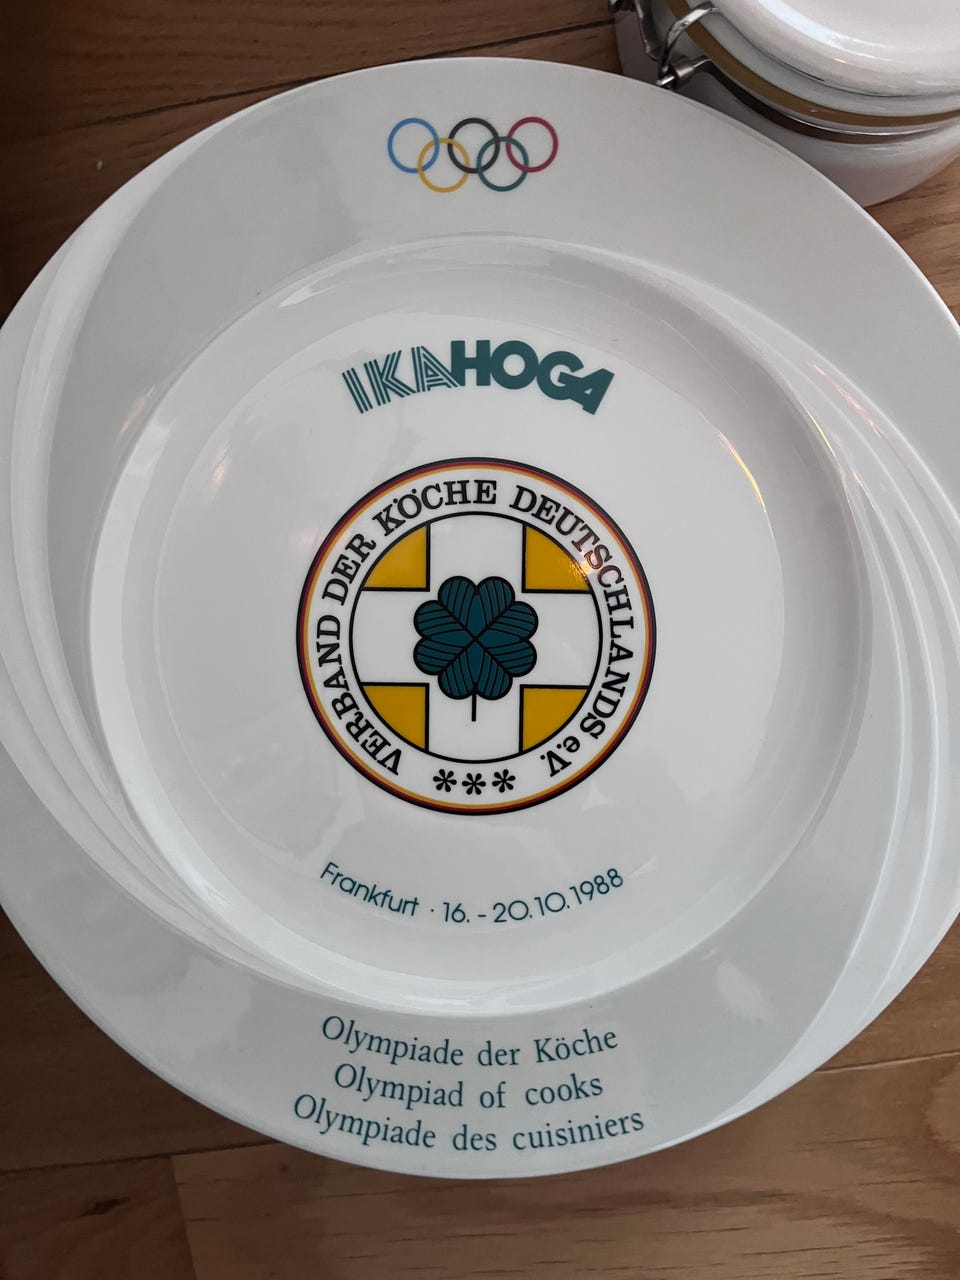 IKAHOGA
VERBAND DER KÖCHE DEUTSCHLANDS e.V.
***
Frankfurt · 16. - 20.10.1988
Olympiade der Köche
Olympiad of cooks
Olympiade des cuisiniers